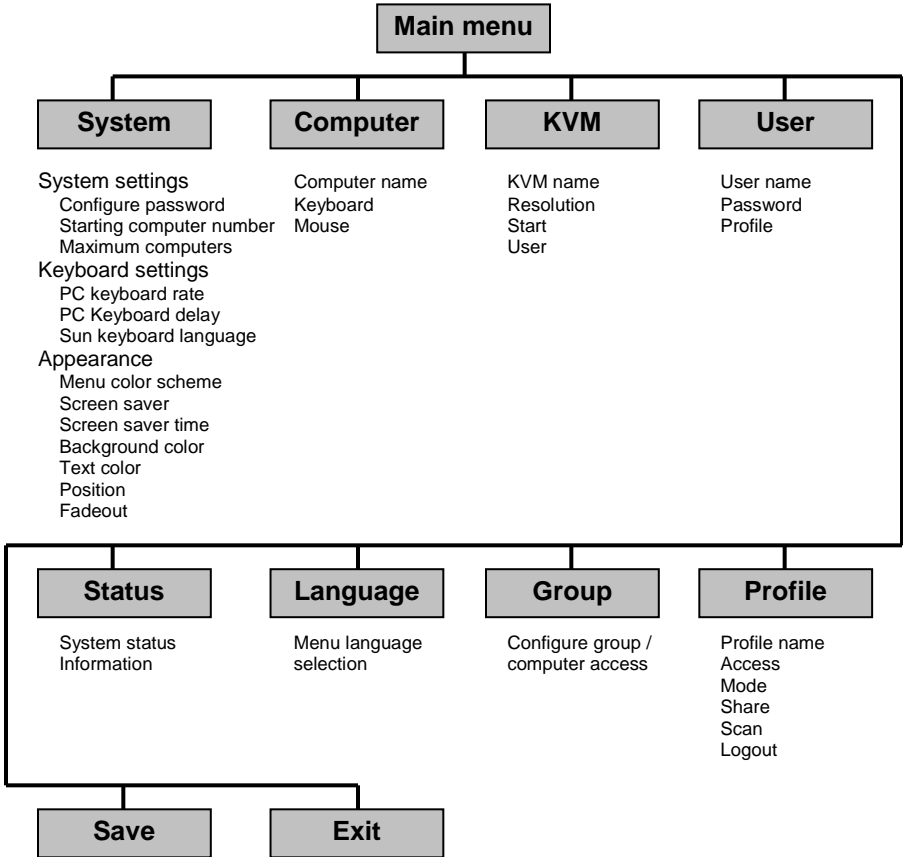 Main menu
System
Computer
KVM
User
System settings
Configure password
Starting computer number
Maximum computers
Keyboard settings
PC keyboard rate
PC Keyboard delay
Sun keyboard language
Appearance
Menu color scheme
Screen saver
Screen saver time
Background color
Text color
Position
Fadeout
Computer name
Keyboard
Mouse
KVM name
Resolution
Start
User
User name
Password
Profile
Status
Language
Group
Profile
System status
Information
Menu language
selection
Configure group /
computer access
Profile name
Access
Mode
Share
Scan
Logout
Save
Exit